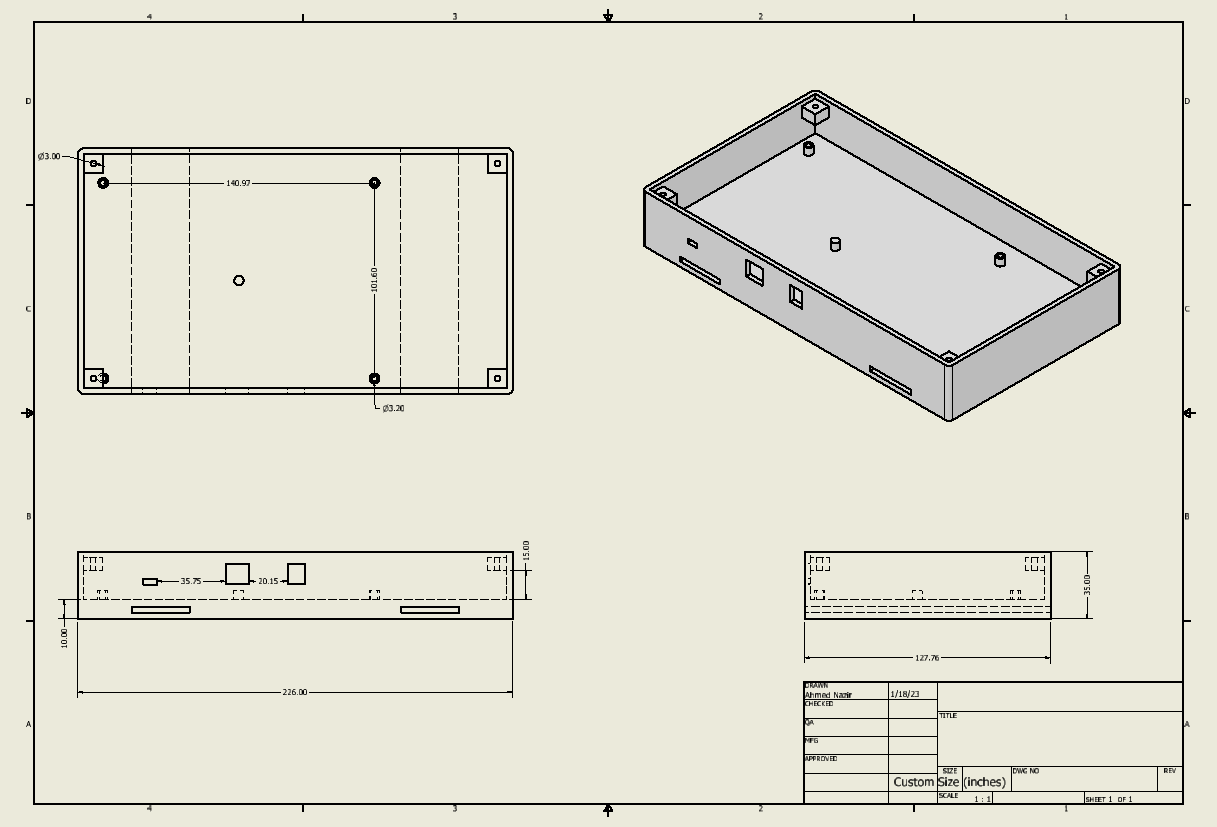 4 3 2 1
D D
Ø3.00
140.97
101.60
C C
Ø3.20
B B
15.00
35.75 20.15
35.00
10.00
127.76
226.00
DRAWN
Ahmed Nazir 1/18/23
CHECKED
TITLE
QA
A A
MFG
APPROVED
SIZE DWG NO REV
Custom Size (inches)
SCALE 1 : 1 SHEET 1 OF 1
4 3 2 1